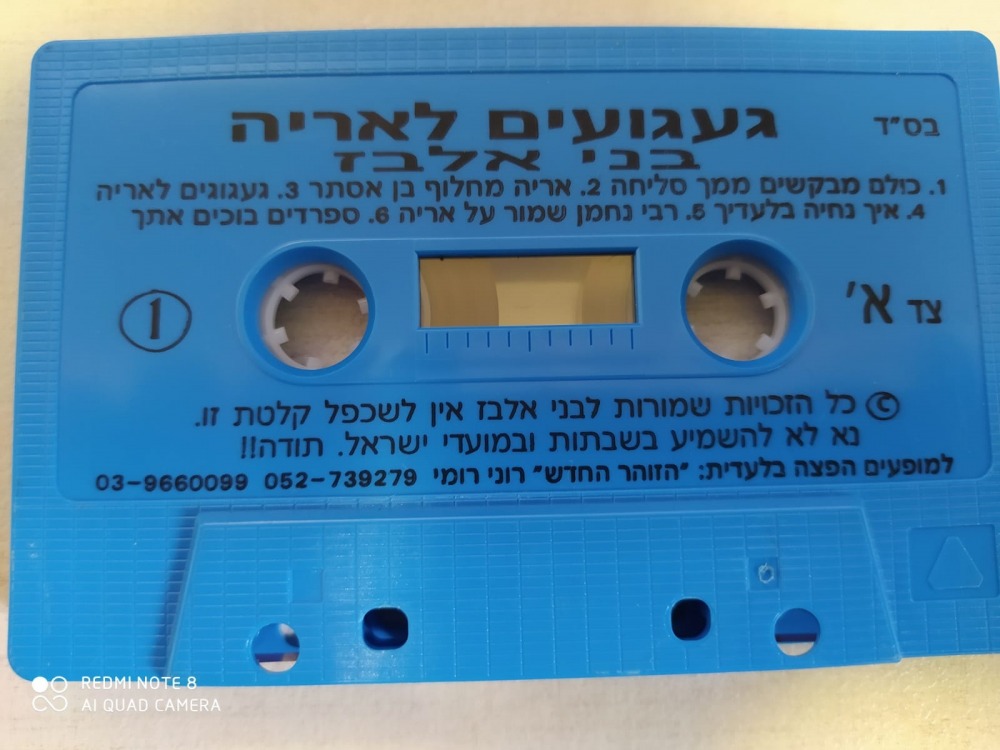 בס"ד
געגועים לאריה
בני אלבז
1. כולם מבקשים ממך סליחה 2. אריה מחלוף בן אסתר 3. געגוגים לאריה
4. איך נחיה בלעדיך 5. רבי נחמן שמור על אריה 6. ספרדים בוכים אתך
צד א'
1
© כל הזכויות שמורות לבני אלבז אין לשכפל קלטת זו.
נא לא להשמיע בשבתות ובמועדי ישראל. תודה!!
למופעים הפצה בלעדית: "הזוהר החדש" רוני רומי 052-739279 03-9660099
REDMI NOTE 8
AI QUAD CAMERA